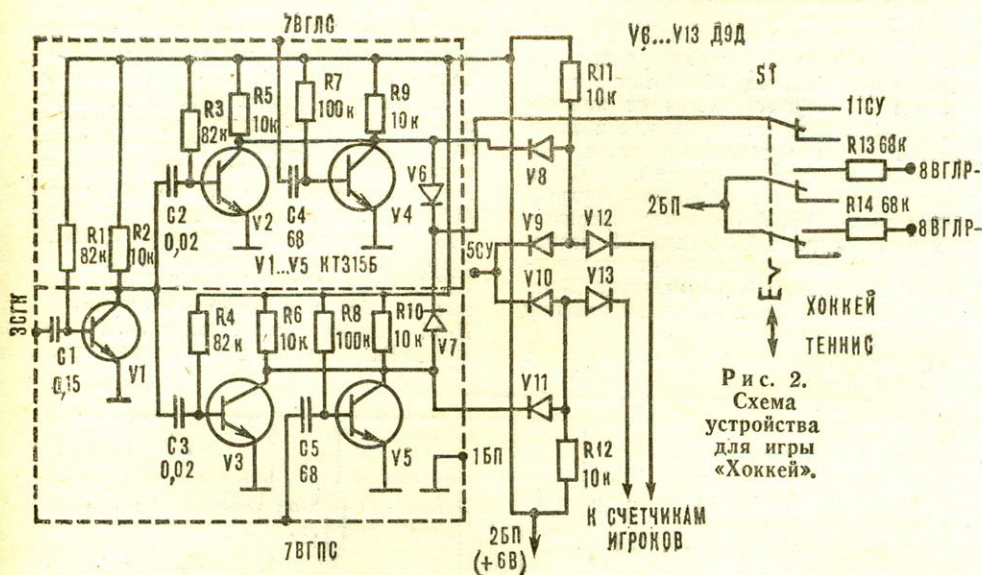 7ВГЛС
V6...V13 Д9Д
R3
82к
R5
10к
R7
100к
R9
10к
R11
10к
S1
11СУ
R13 68к
8ВГЛР-
R14 68к
8ВГЛР-
2БП
C2
0,02
V2
C4
68
V4
V6
V8
R1
82к
R2
10к
V1...V5 КТ315Б
V9
V12
5СУ
V10
V13
3СГК
C1
0,15
V1
R4
82к
R6
10к
R8
100к
R10
10к
V7
ХОККЕЙ
ТЕННИС
C3
0,02
V3
C5
68
V5
1БП
V11
R12
10к
7ВГПС
2БП
(+6В)
К СЧЕТЧИКАМ
ИГРОКОВ
Рис. 2.
Схема
устройства
для игры
«Хоккей».